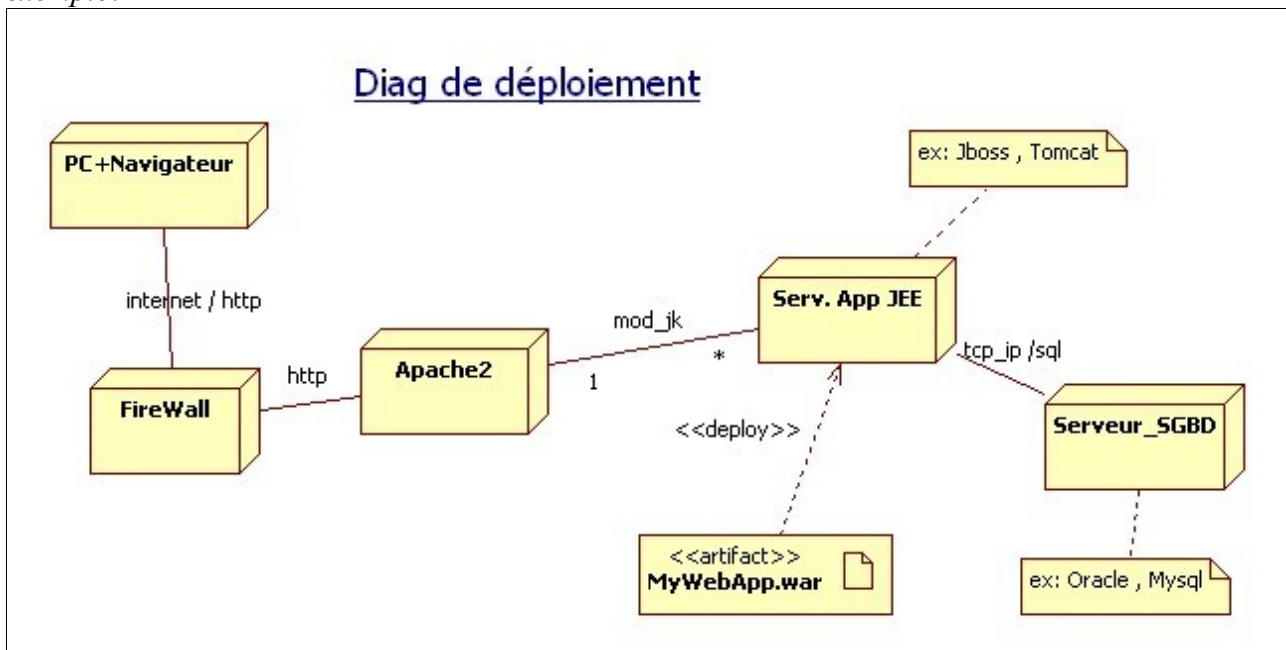 Diag de déploiement
PC+Navigateur
ex: Jboss , Tomcat
internet / http
Serv. App JEE
mod_jk
*
tcp_ip /sql
http
Apache2
1
FireWall
<<deploy>>
Serveur_SGBD
<<artifact>>
MyWebApp.war
ex: Oracle , Mysql